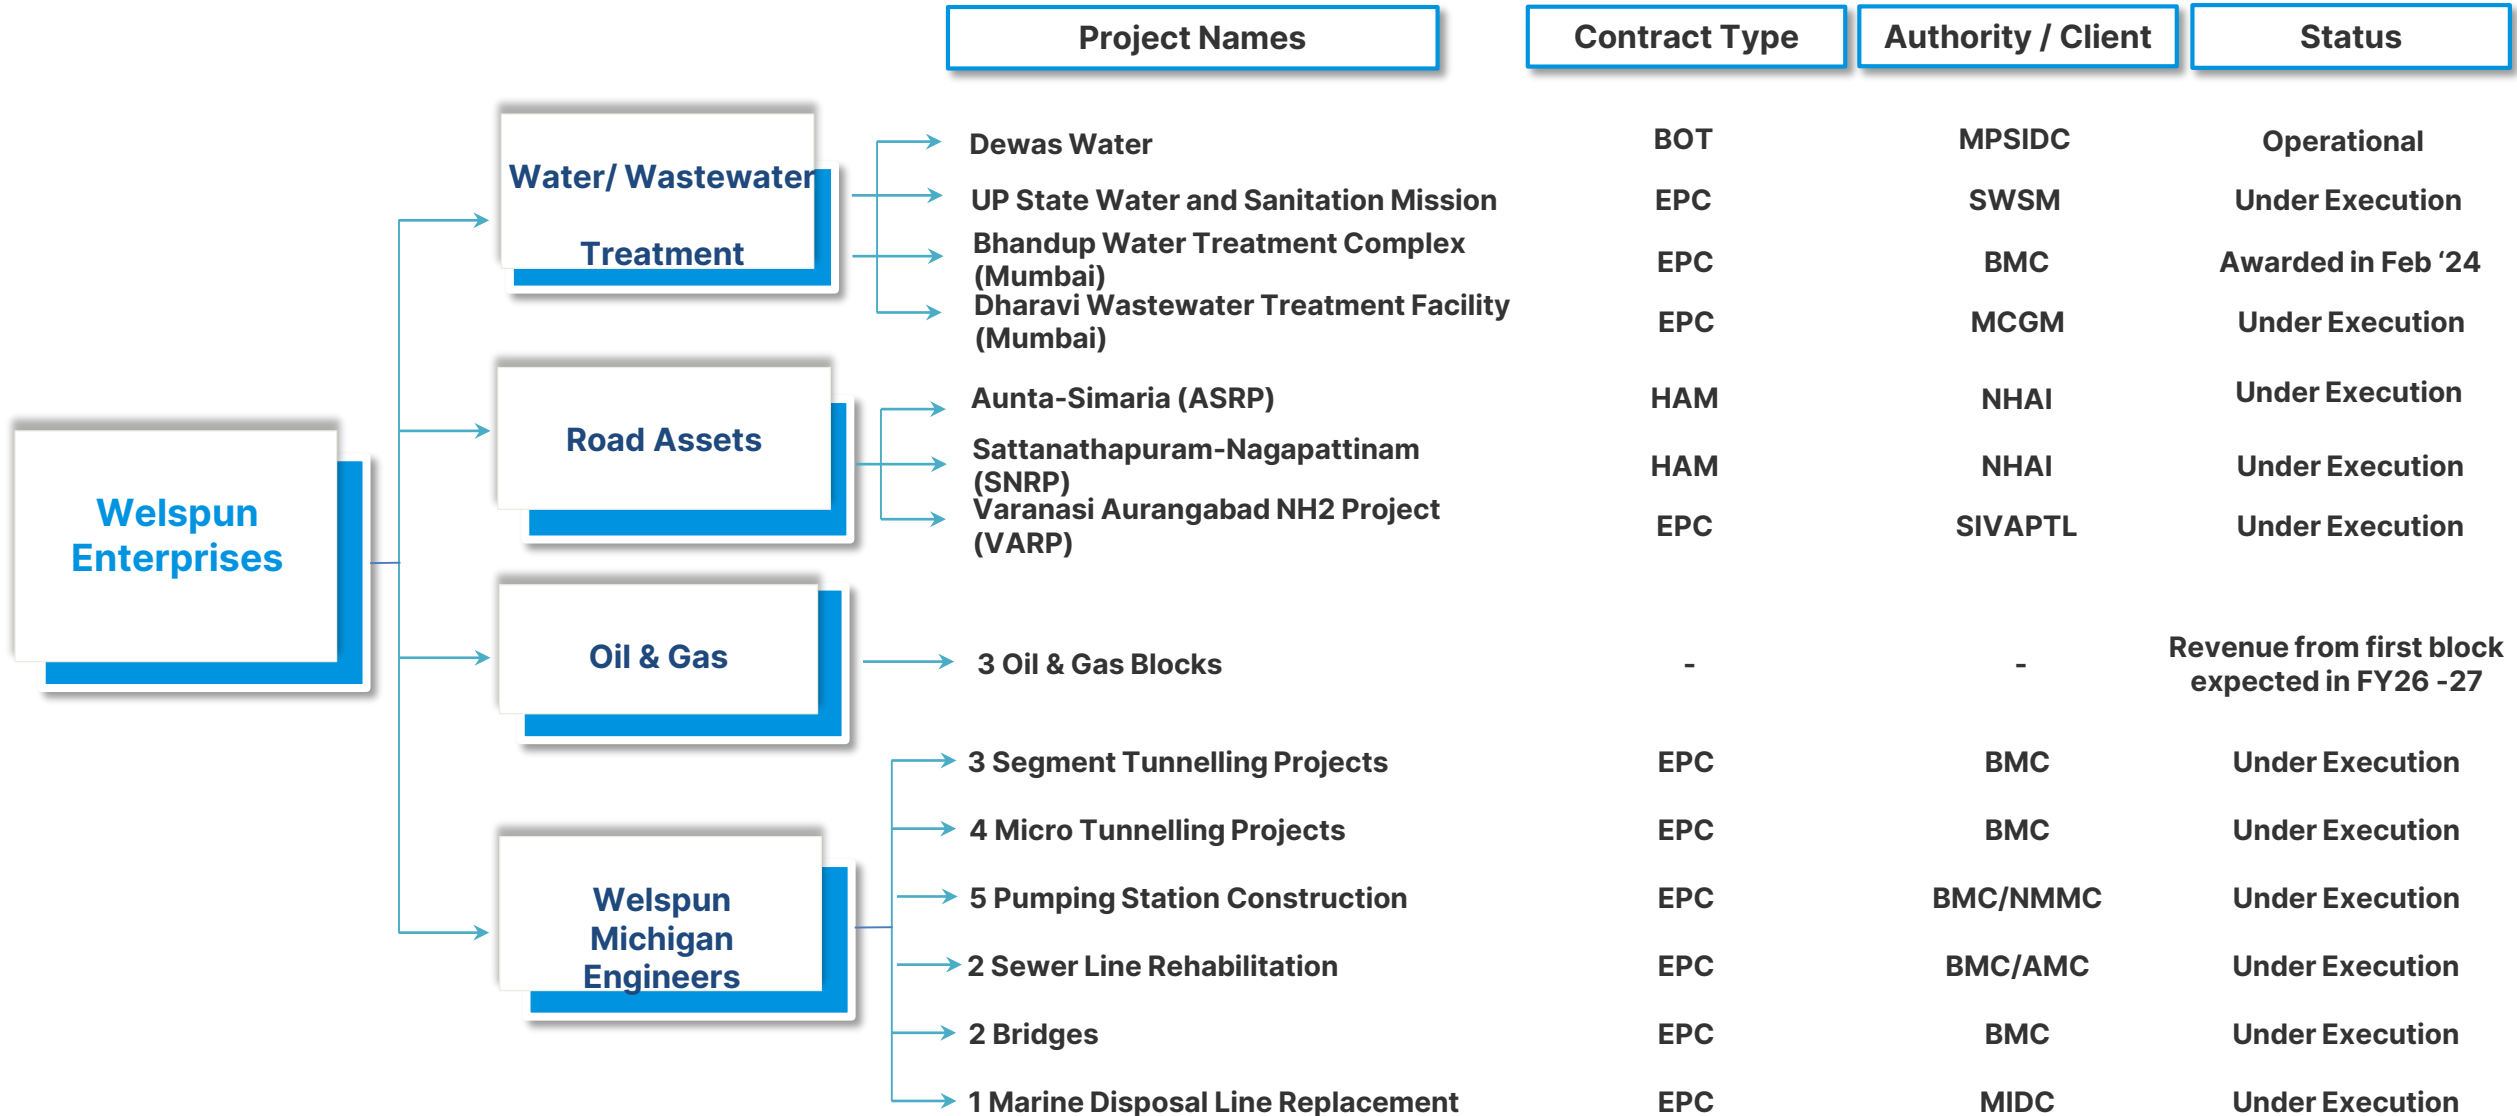 Project Names
Contract Type
Authority / Client
Status
Welspun
Enterprises
Water/ Wastewater
Treatment
Dewas Water
BOT
MPSIDC
Operational
UP State Water and Sanitation Mission
EPC
SWSM
Under Execution
Bhandup Water Treatment Complex
(Mumbai)
EPC
BMC
Awarded in Feb ‘24
Dharavi Wastewater Treatment Facility
(Mumbai)
EPC
MCGM
Under Execution
Road Assets
Aunta-Simaria (ASRP)
HAM
NHAI
Under Execution
Sattanathapuram-Nagapattinam
(SNRP)
HAM
NHAI
Under Execution
Varanasi Aurangabad NH2 Project
(VARP)
EPC
SIVAPTL
Under Execution
Oil & Gas
3 Oil & Gas Blocks
-
-
Revenue from first block
expected in FY26 -27
Welspun
Michigan
Engineers
3 Segment Tunnelling Projects
EPC
BMC
Under Execution
4 Micro Tunnelling Projects
EPC
BMC
Under Execution
5 Pumping Station Construction
EPC
BMC/NMMC
Under Execution
2 Sewer Line Rehabilitation
EPC
BMC/AMC
Under Execution
2 Bridges
EPC
BMC
Under Execution
1 Marine Disposal Line Replacement
EPC
MIDC
Under Execution